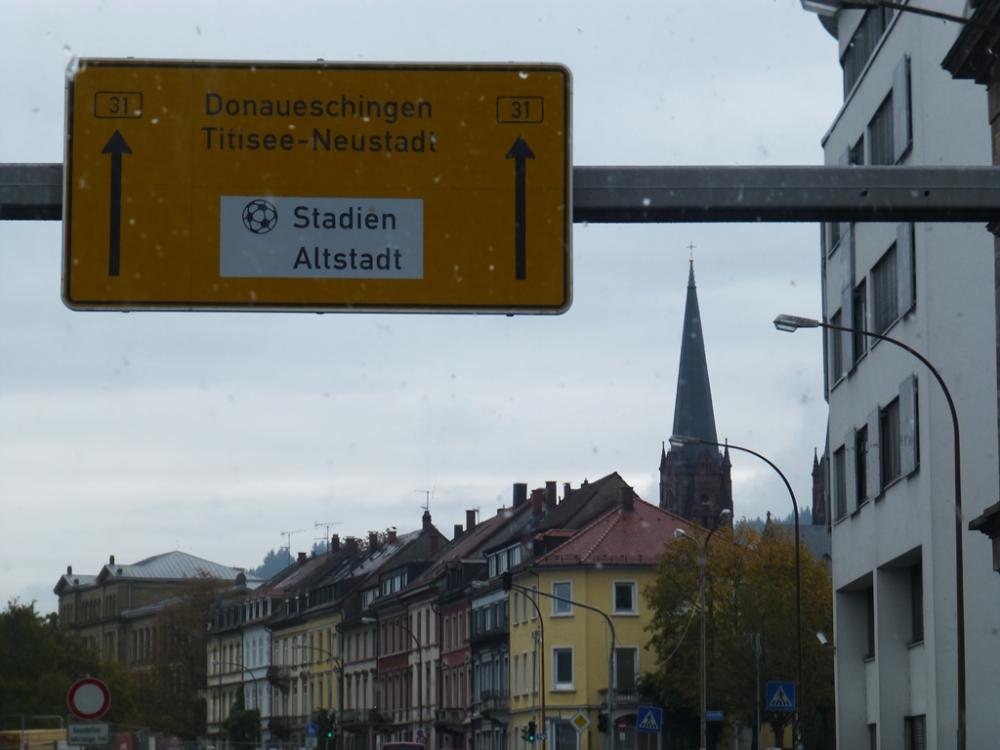 31
31
Donaueschingen
Titisee-Neustadt
Stadien
Altstadt